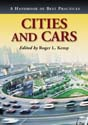 A HANDBOOK OF BEST PRACTICES
CITIES AND CARS
Edited by Roger L. Kemp